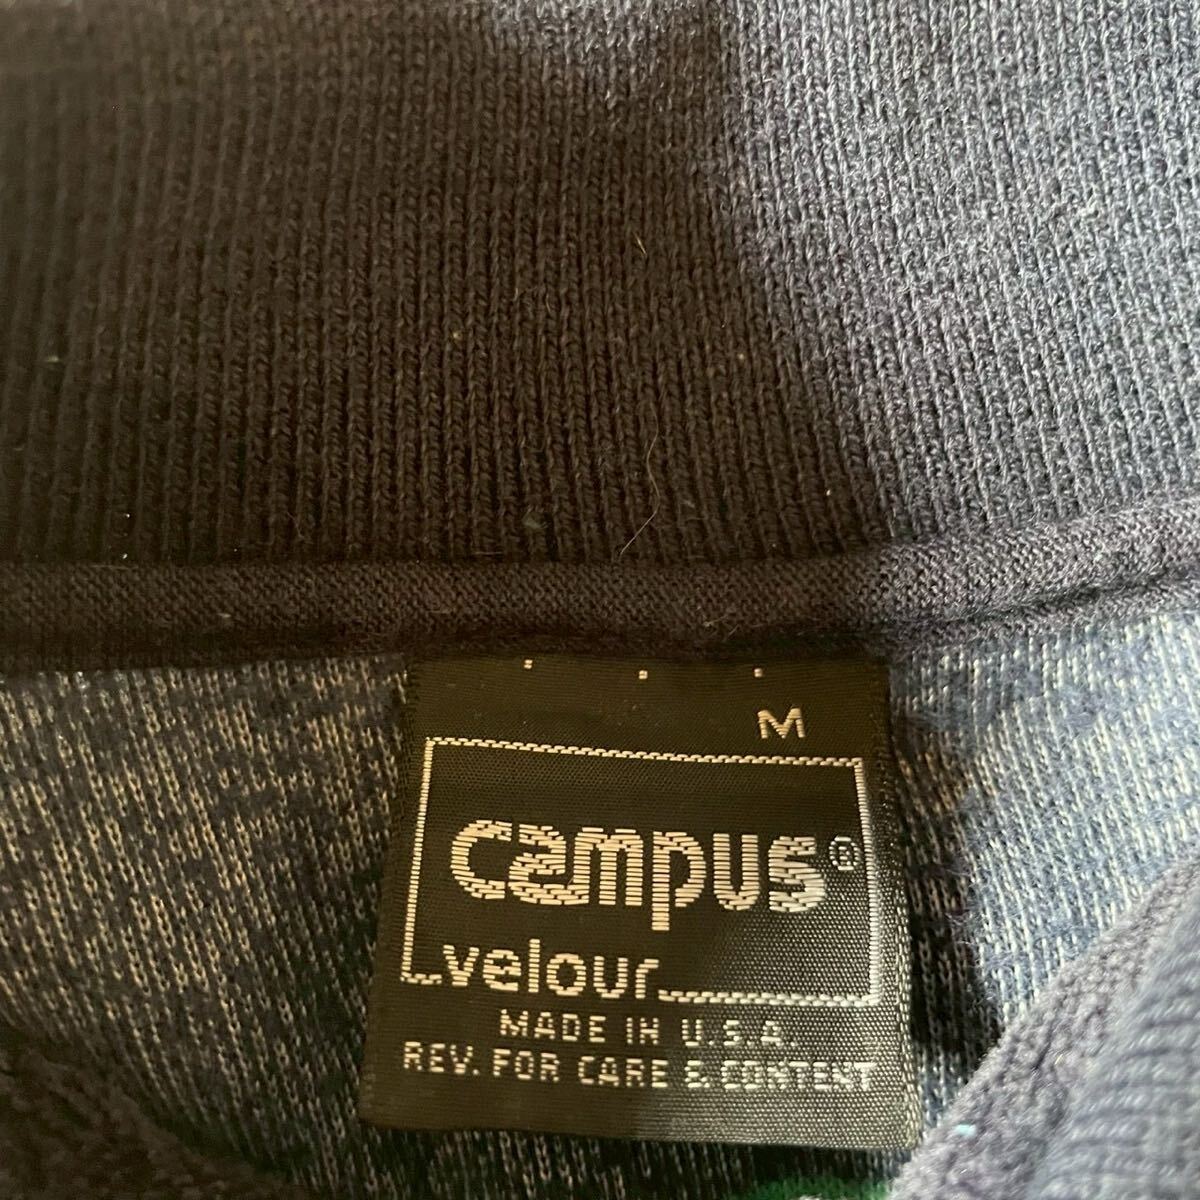 M
campus®
velour
MADE IN U.S.A.
REV. FOR CARE & CONTENT